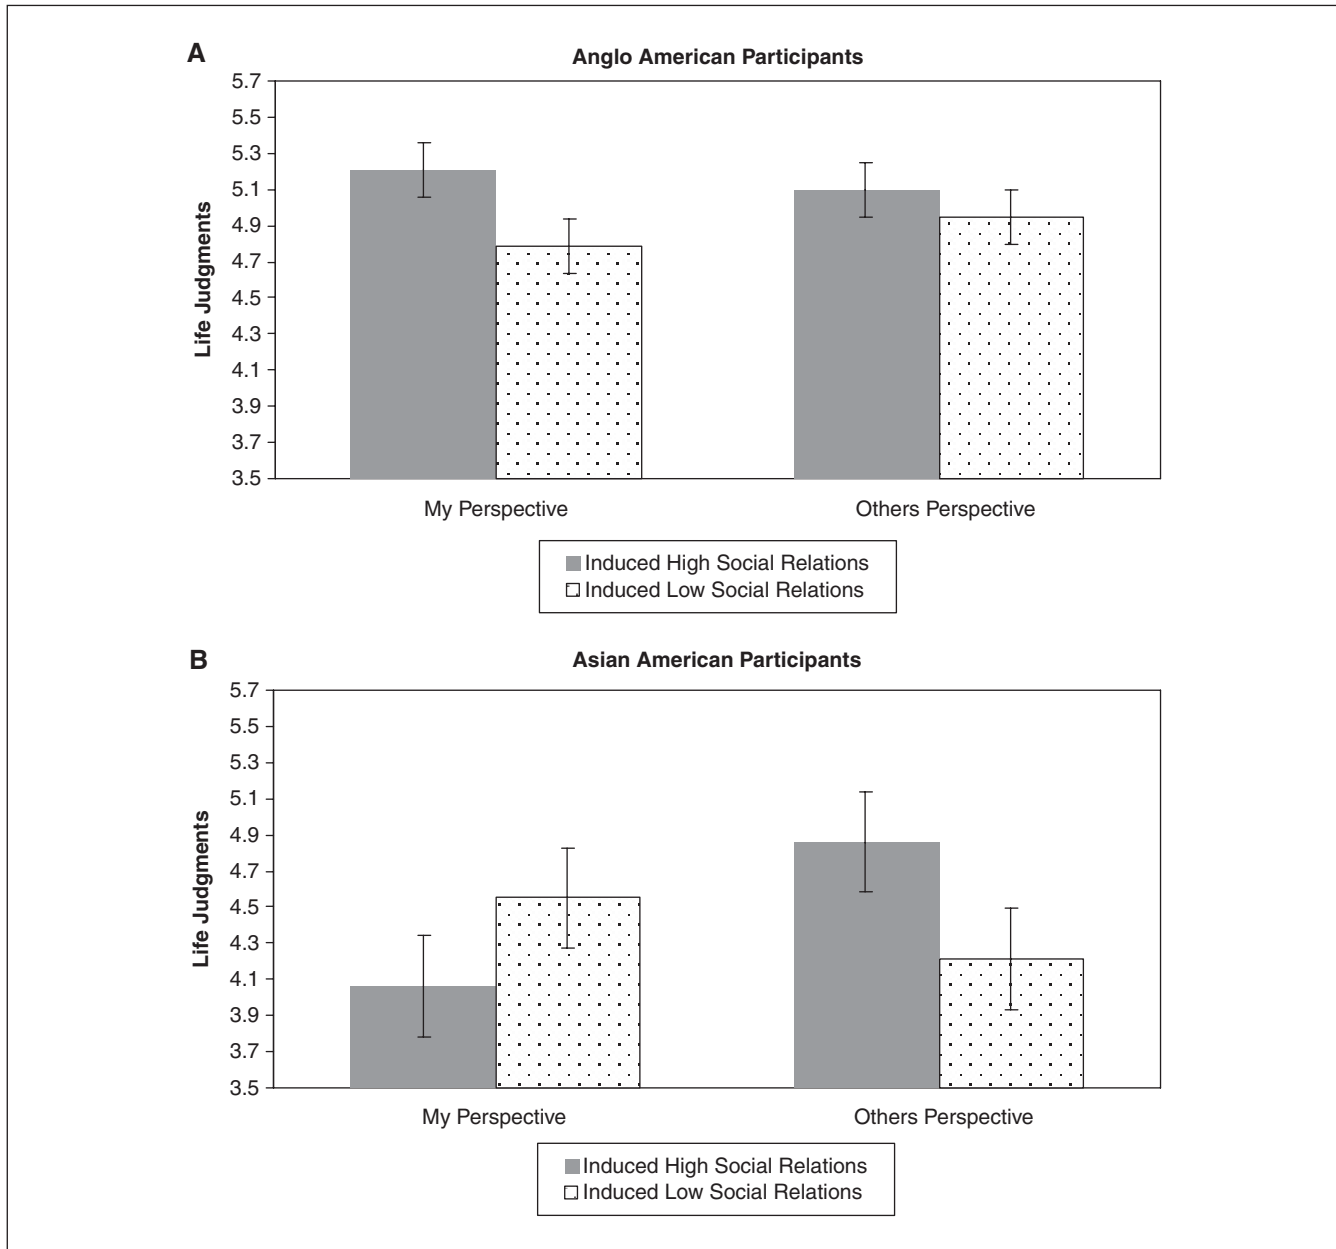 A
Anglo American Participants
5.7
5.5
5.3
5.1
4.9
4.7
4.5
4.3
4.1
3.9
3.7
3.5
Life Judgments
My Perspective Others Perspective
Induced High Social Relations
Induced Low Social Relations
B
Asian American Participants
5.7
5.5
5.3
5.1
4.9
4.7
4.5
4.3
4.1
3.9
3.7
3.5
Life Judgments
My Perspective Others Perspective
Induced High Social Relations
Induced Low Social Relations